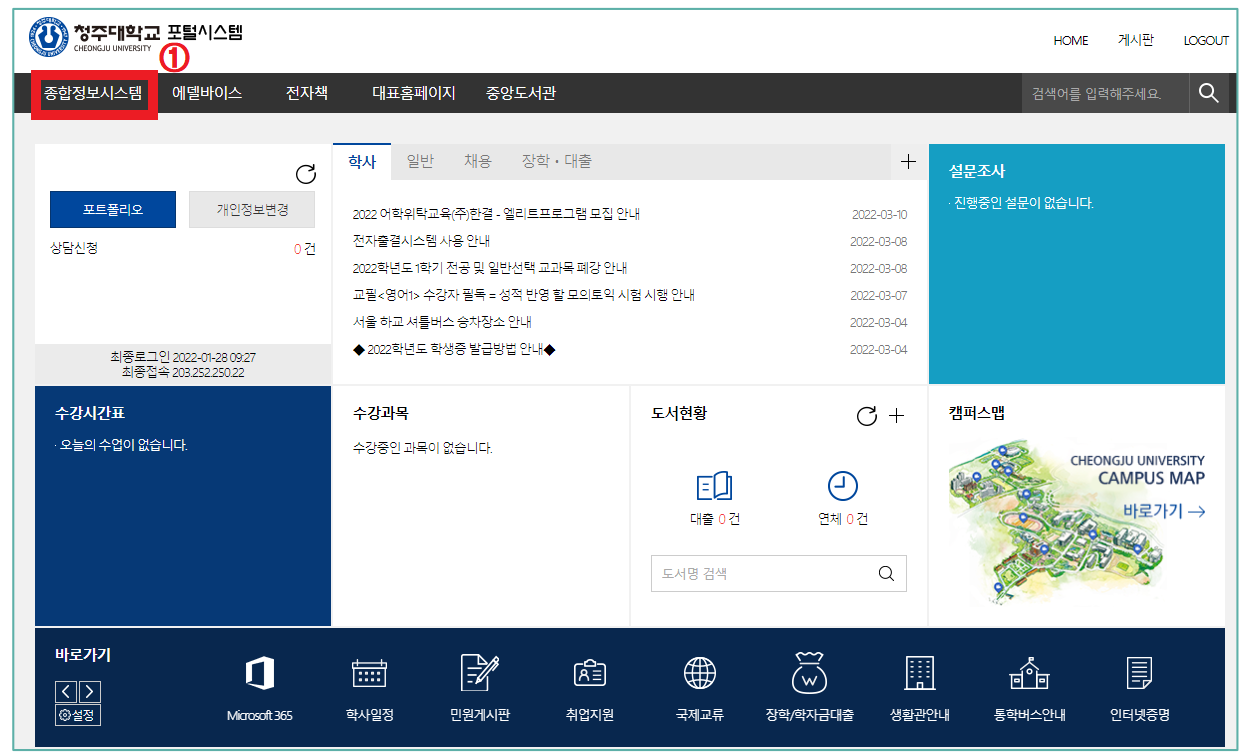 청주대학교 포털시스템
CHEONGJU UNIVERSITY
HOME 게시판 LOGOUT
①
종합정보시스템 에델바이스 전자책 대표홈페이지 중앙도서관 검색어를 입력해주세요.
포트폴리오 개인정보변경
상담신청 0 건
최종로그인 2022-01-28 09:27
최종접속 203.252.250.22
학사 일반 채용 장학・대출
2022 어학위탁교육(주)한결 - 엘리트프로그램 모집 안내 2022-03-10
전자출결시스템 사용 안내 2022-03-08
2022학년도 1학기 전공 및 일반선택 교과목 폐강 안내 2022-03-08
교필<영어1> 수강자 필독 = 성적 반영 할 모의토익 시험 시행 안내 2022-03-07
서울 하교 셔틀버스 승차장소 안내 2022-03-04
◆ 2022학년도 학생증 발급방법 안내◆ 2022-03-04
설문조사
· 진행중인 설문이 없습니다.
수강시간표
· 오늘의 수업이 없습니다.
수강과목
수강중인 과목이 없습니다.
도서현황
대출 0 건 연체 0 건
도서명 검색
캠퍼스맵
CHEONGJU UNIVERSITY
CAMPUS MAP
바로가기 →
바로가기
설정
Microsoft 365 학사일정 민원게시판 취업지원 국제교류 장학/학자금대출 생활관안내 통학버스안내 인터넷증명